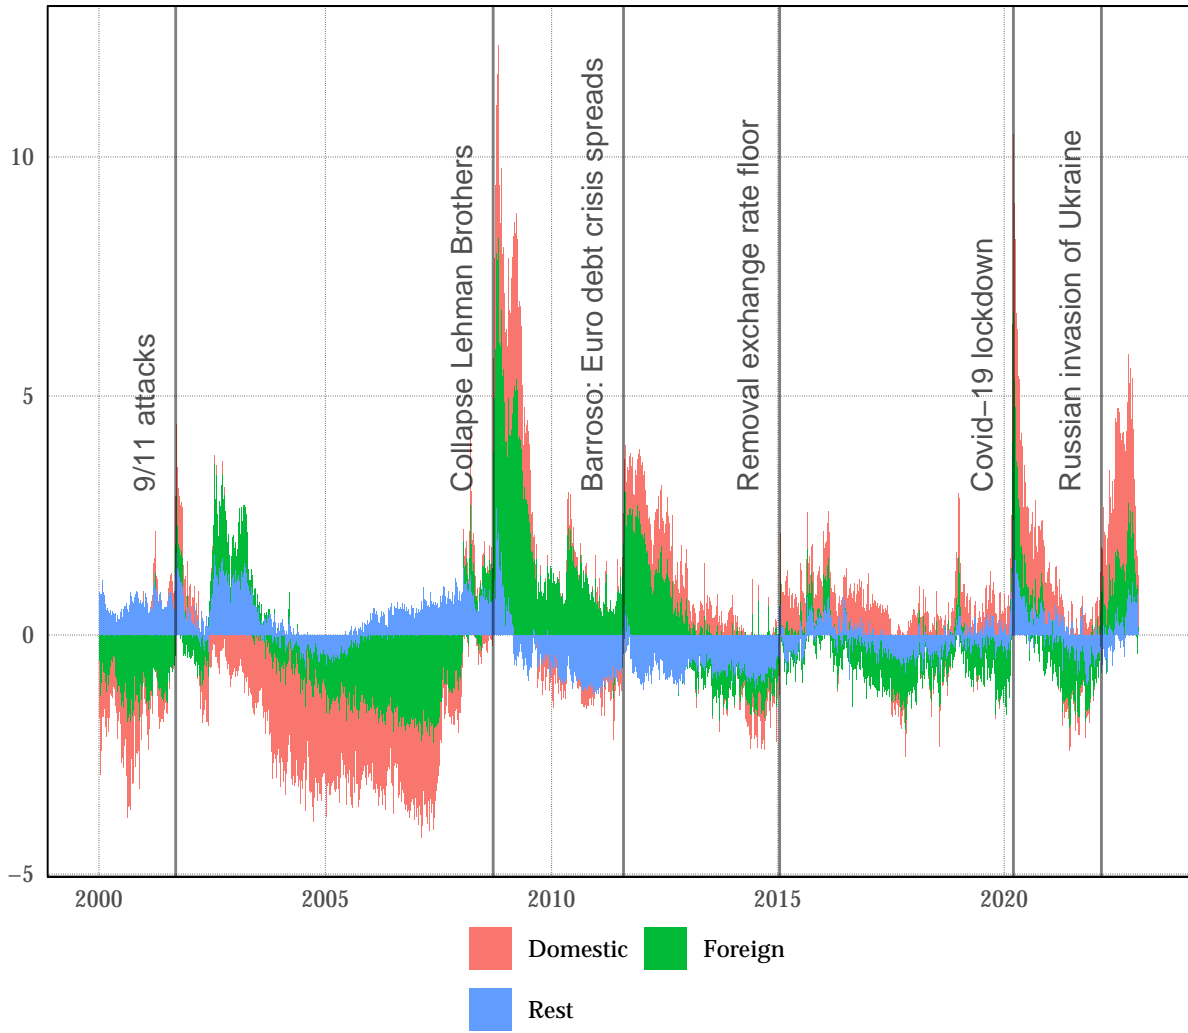 10
5
0
−5
9/11 attacks
Collapse Lehman Brothers
Barroso: Euro debt crisis spreads
Removal exchange rate floor
Covid−19 lockdown
Russian invasion of Ukraine
2000
2005
2010
2015
2020
Domestic
Foreign
Rest